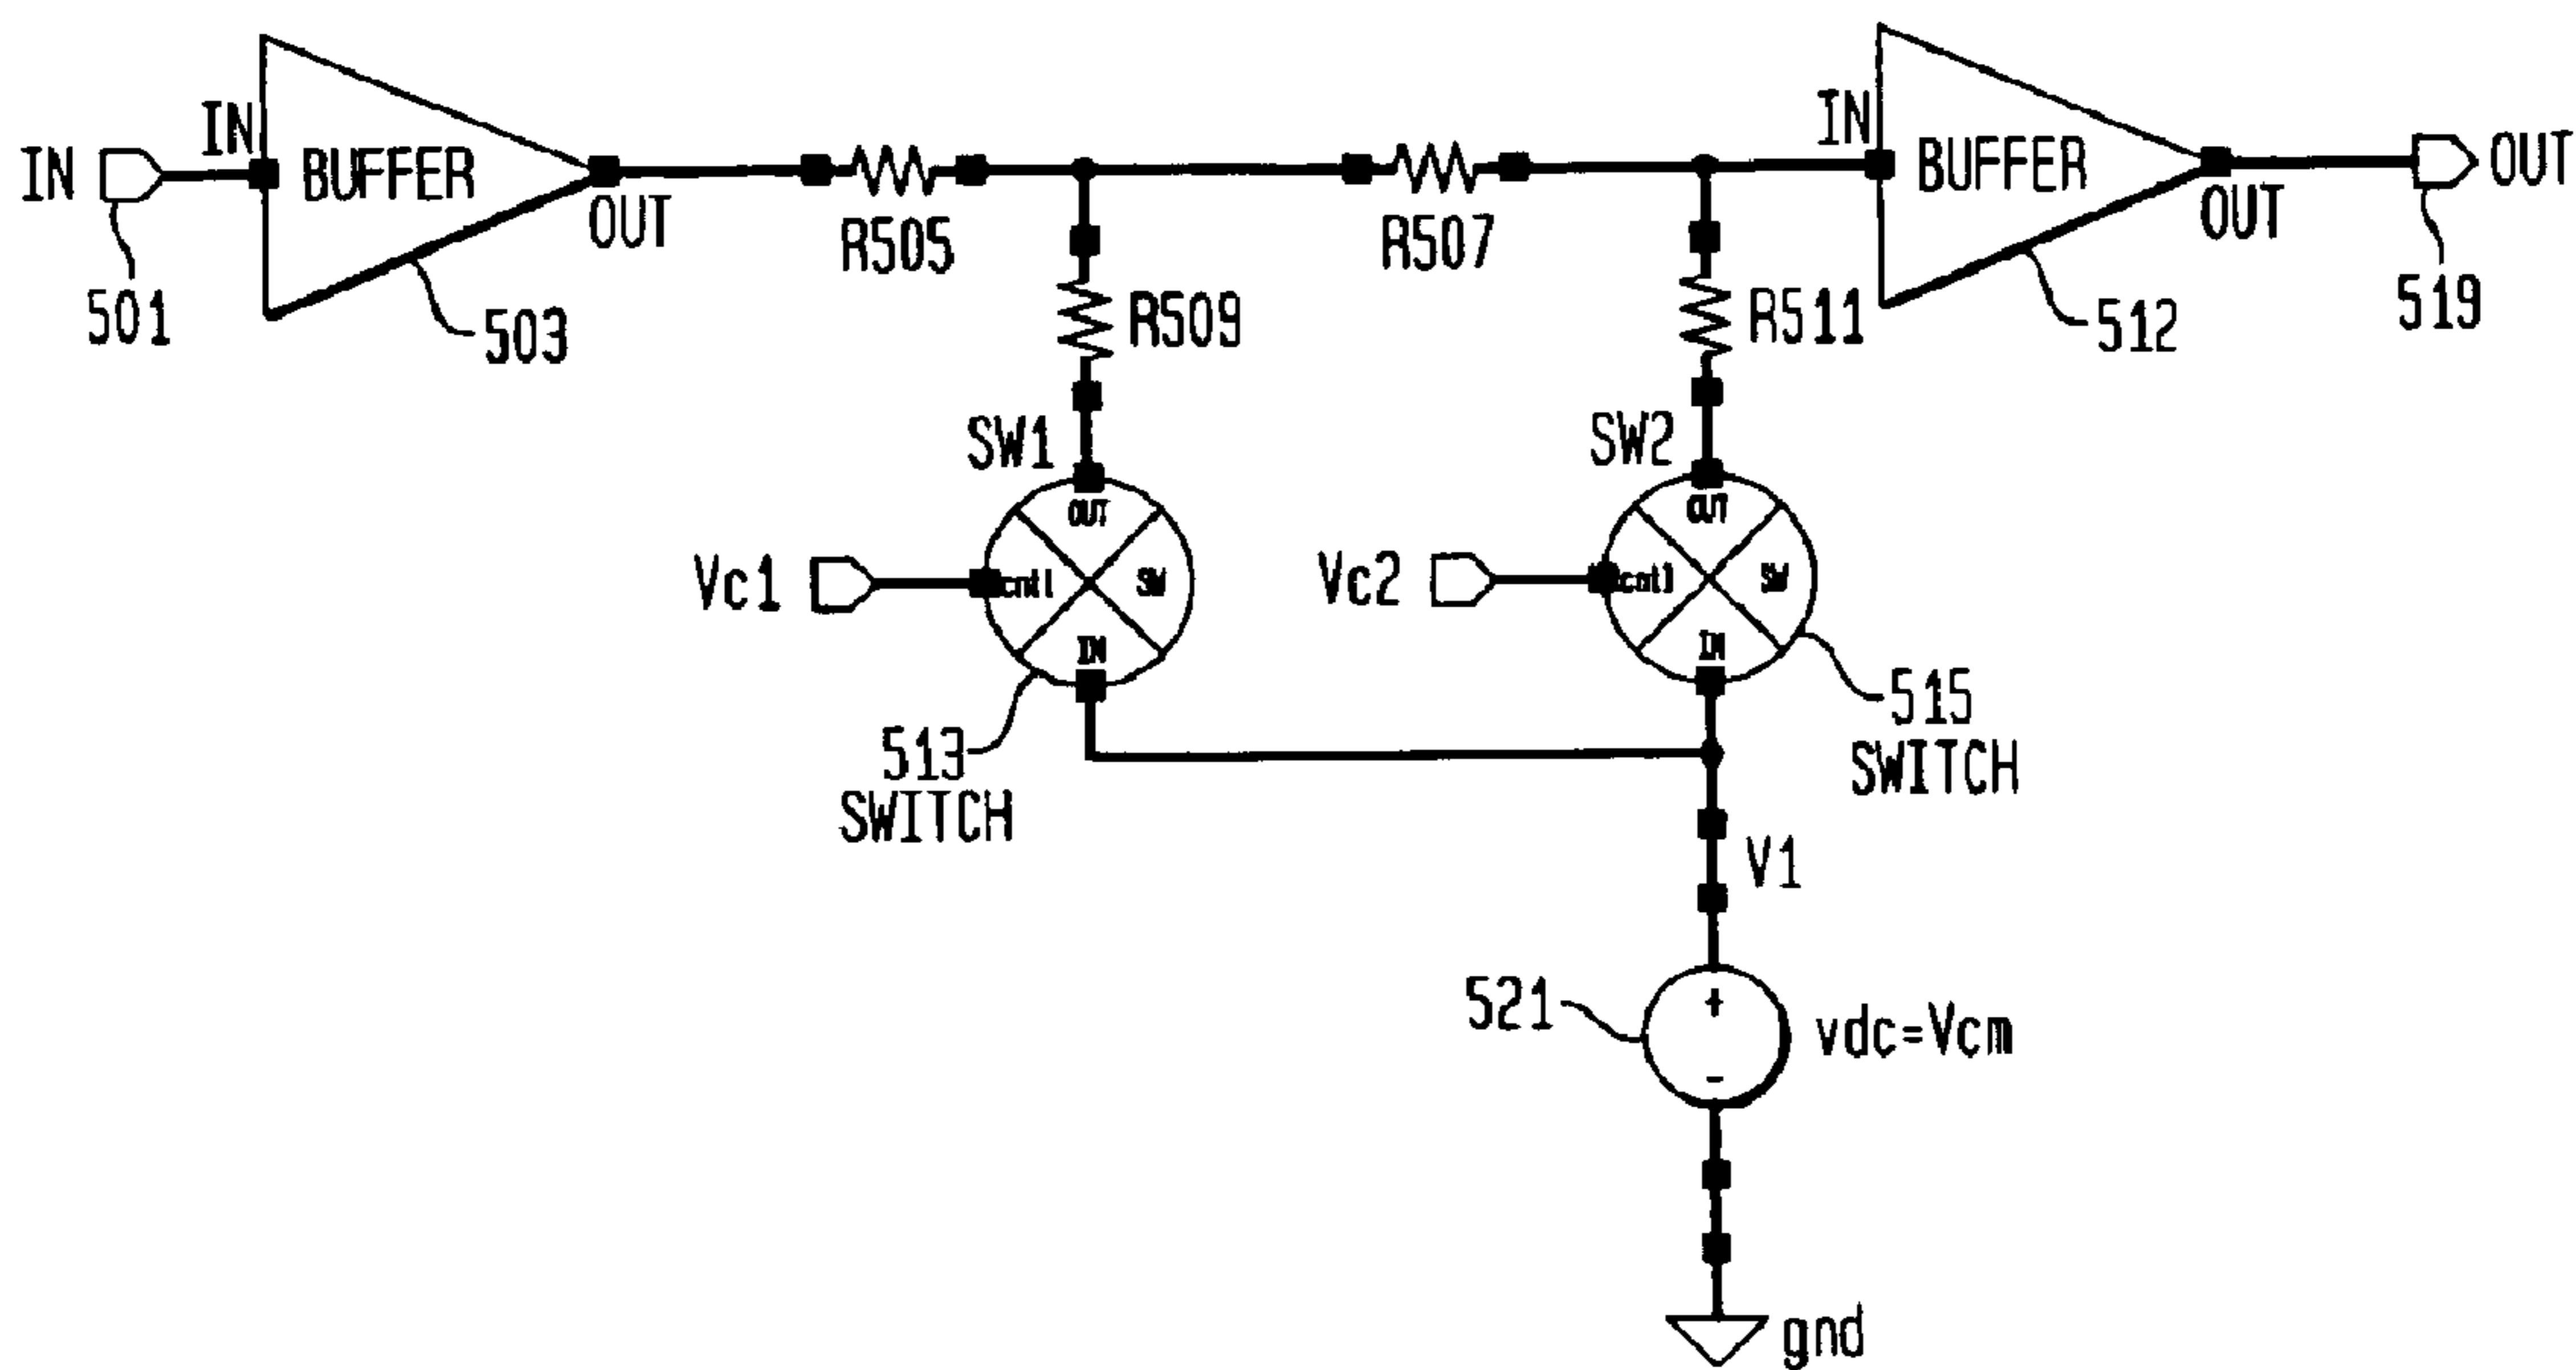 IN
501
IN
BUFFER
OUT
503
R505
R507
R509
R511
IN
BUFFER
OUT
512
OUT
519
SW1
OUT
cntl
SW
IN
Vc1
513
SWITCH
SW2
OUT
cntl
SW
IN
Vc2
515
SWITCH
V1
521
+
-
vdc=Vcm
gnd